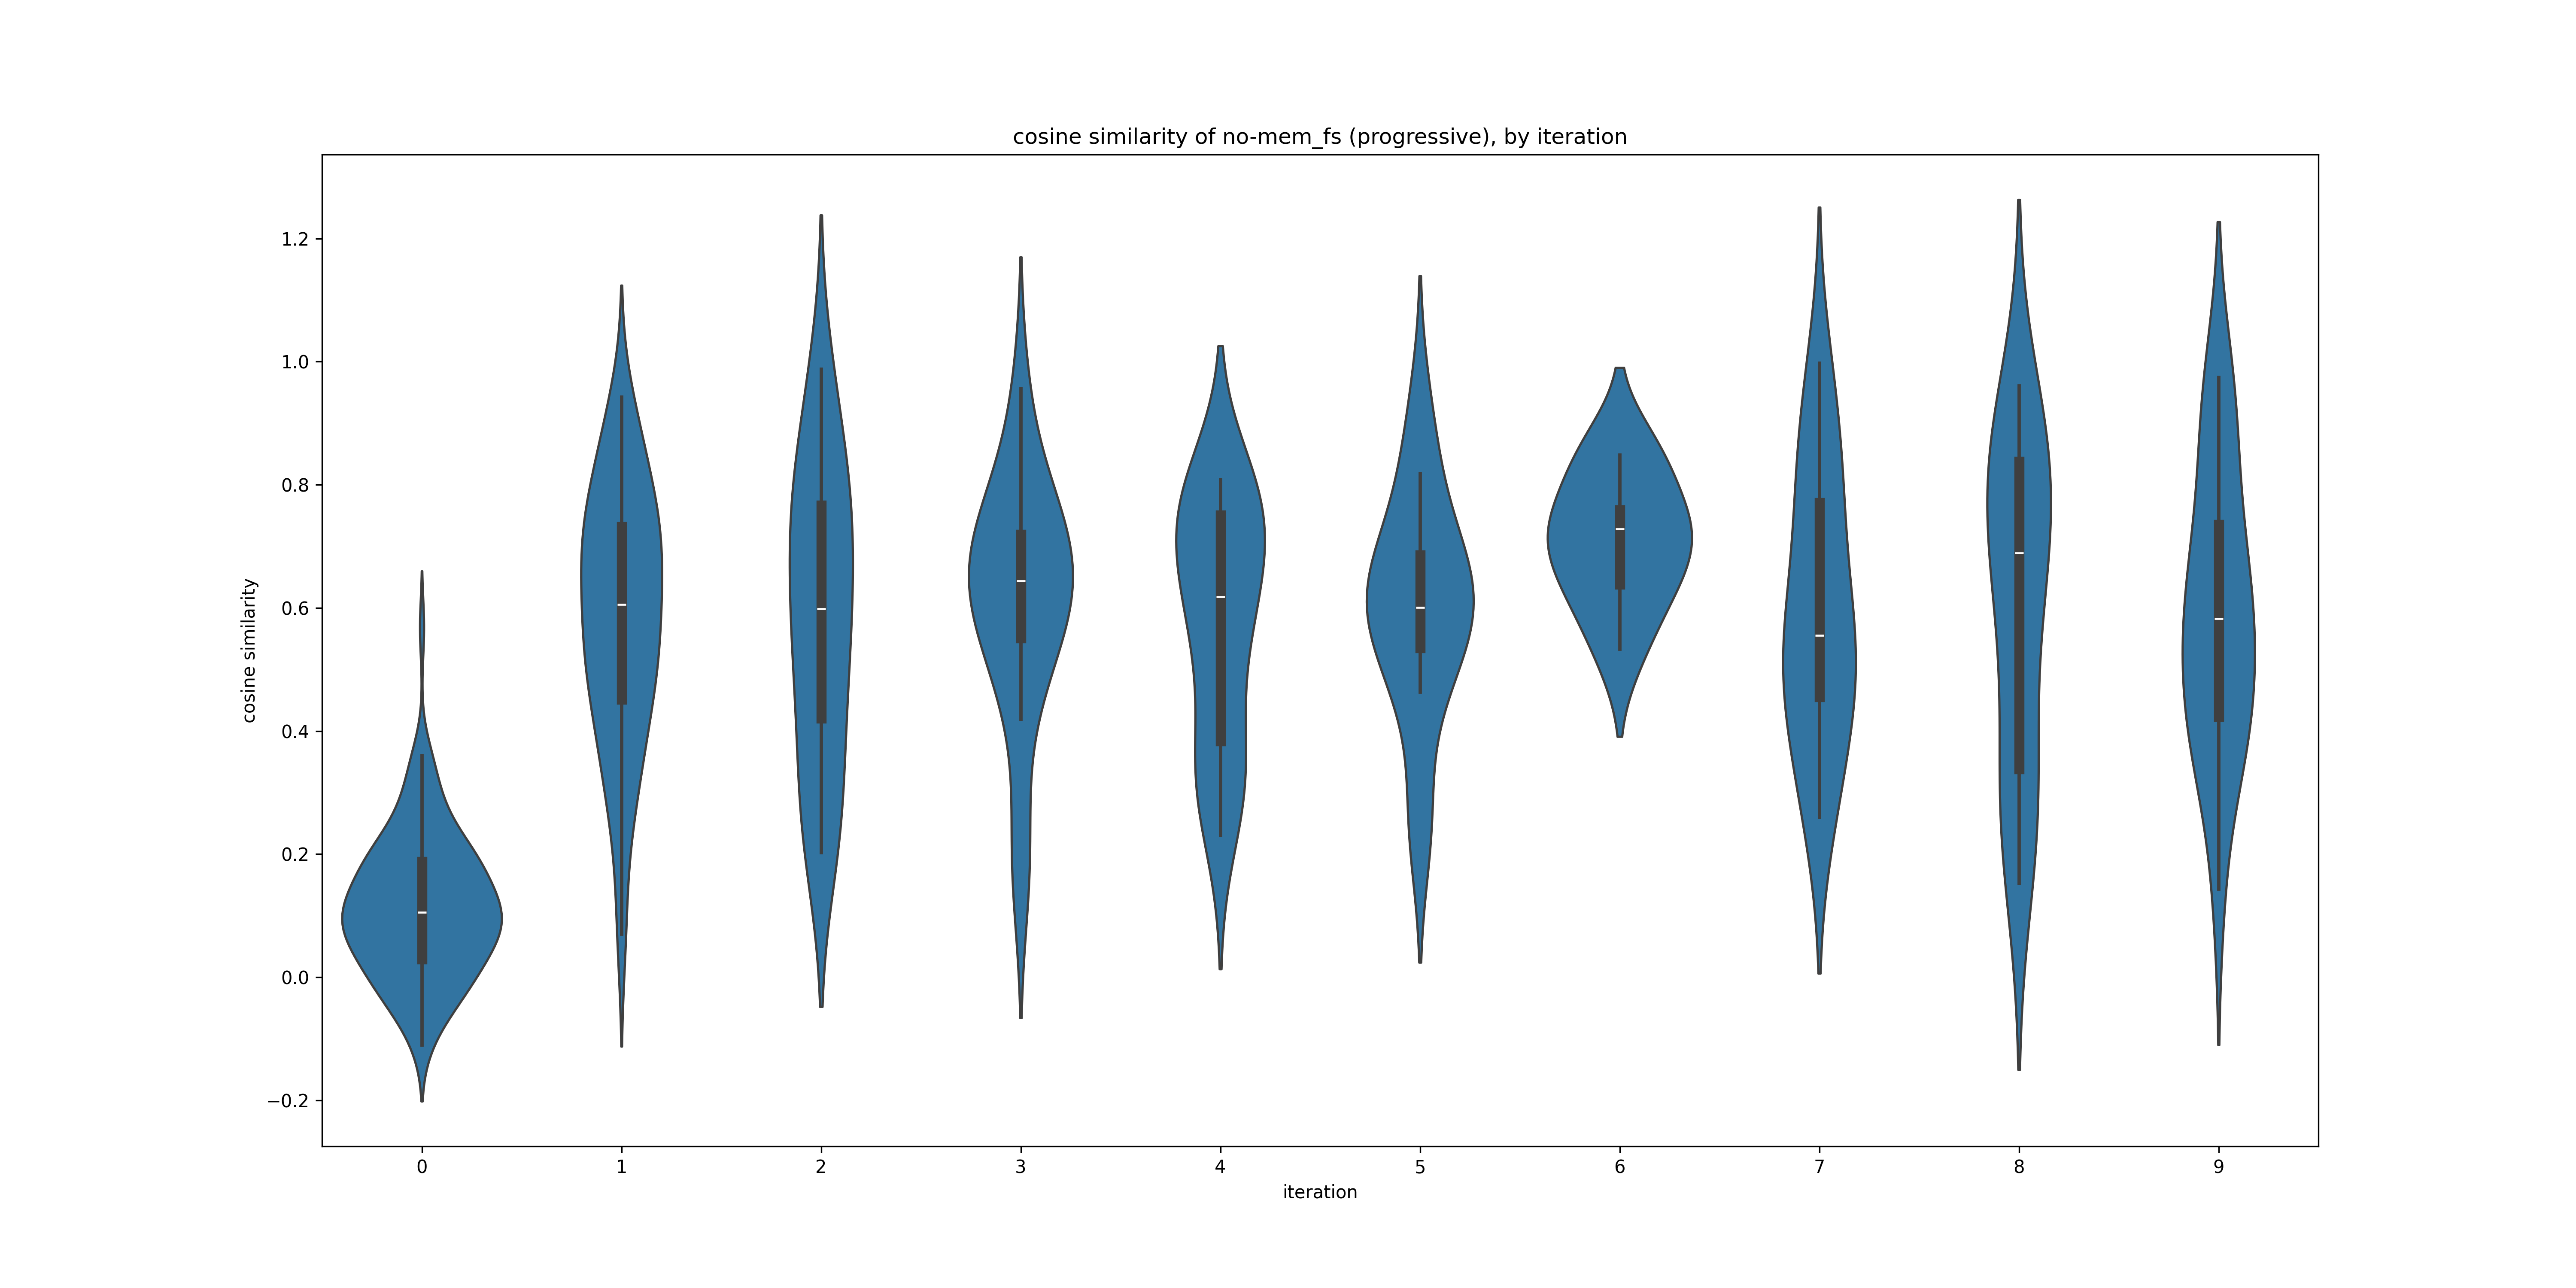 cosine similarity of no-mem_fs (progressive), by iteration
cosine similarity
1.2
1.0
0.8
0.6
0.4
0.2
0.0
−0.2
0 1 2 3 4 5 6 7 8 9
iteration